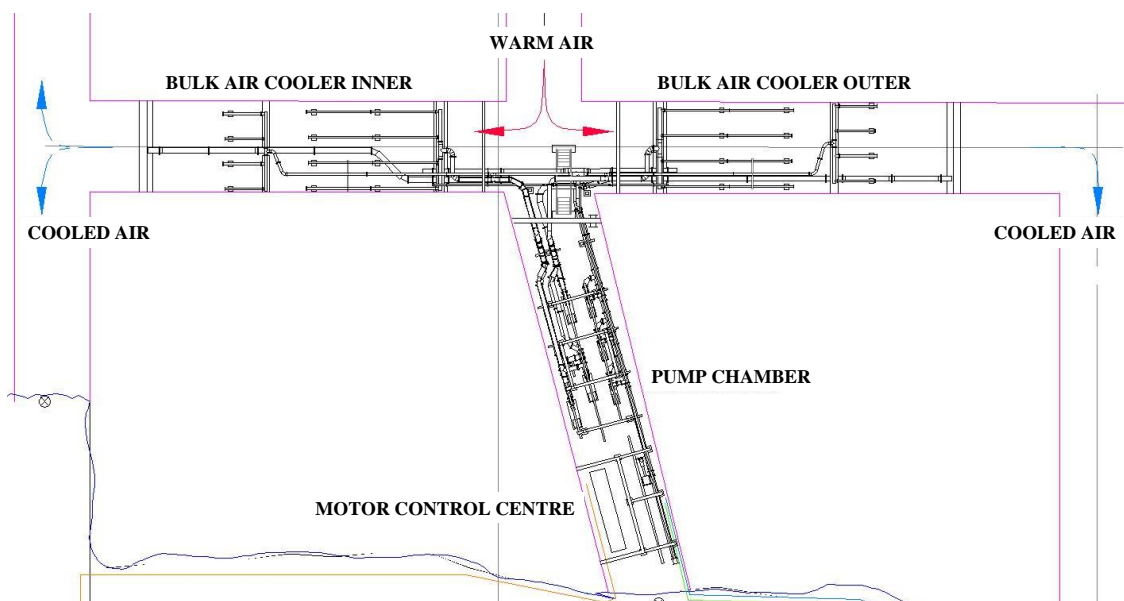 WARM AIR
BULK AIR COOLER INNER
BULK AIR COOLER OUTER
COOLED AIR
COOLED AIR
PUMP CHAMBER
MOTOR CONTROL CENTRE